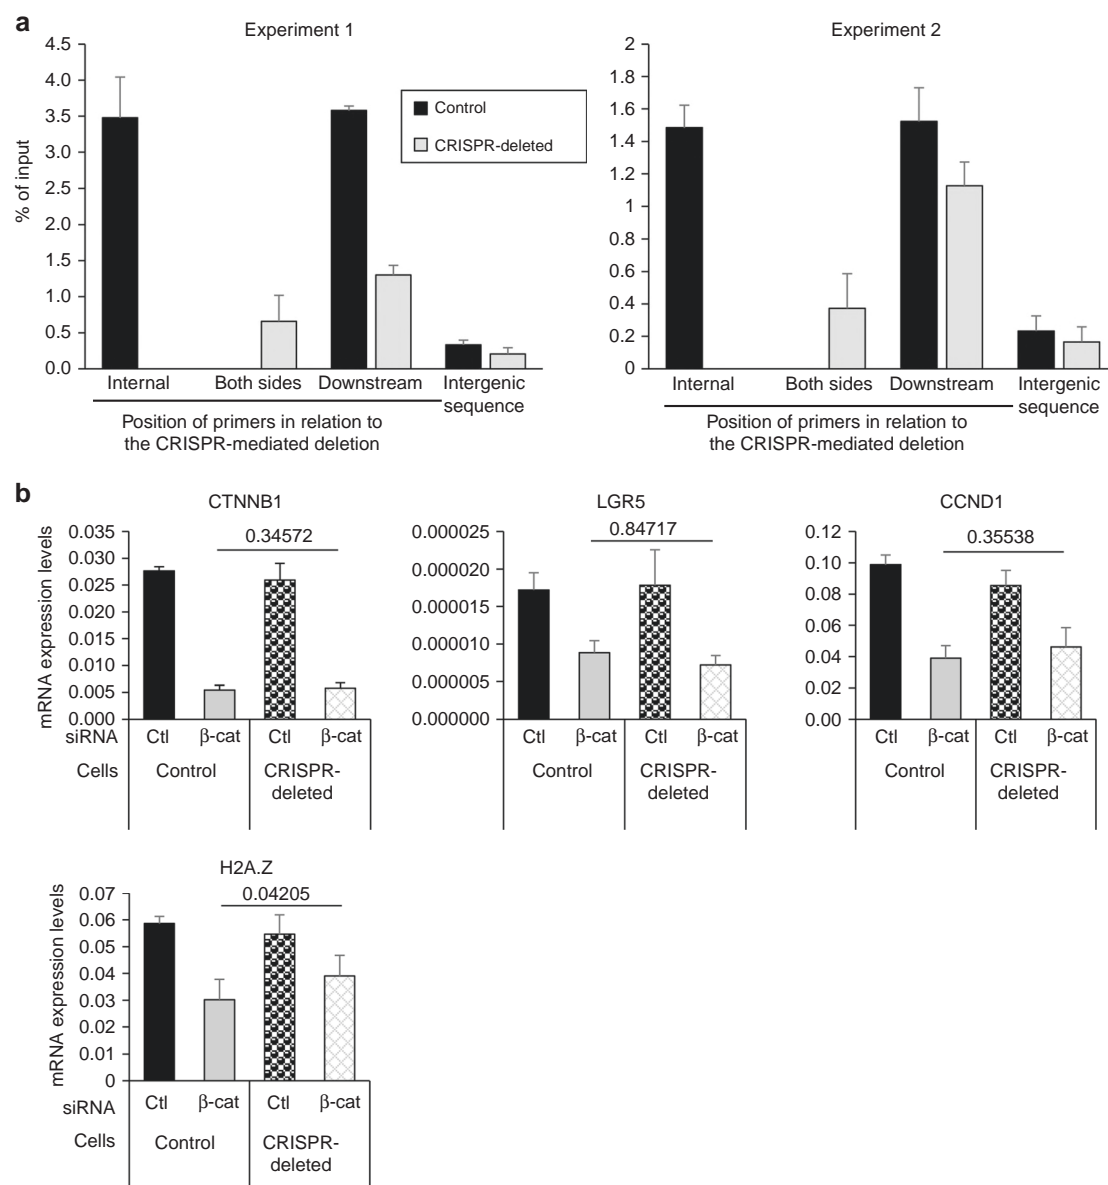 a
Experiment 1
4.5
4.0
3.5
3.0
2.5
2.0
1.5
1.0
0.5
0.0
% of input
Control
CRISPR-deleted
Internal
Both sides
Downstream
Intergenic
sequence
Position of primers in relation to
the CRISPR-mediated deletion
Experiment 2
2
1.8
1.6
1.4
1.2
1
0.8
0.6
0.4
0.2
0
Internal
Both sides
Downstream
Intergenic
sequence
Position of primers in relation to
the CRISPR-mediated deletion
b
CTNNB1
0.34572
0.035
0.030
0.025
0.020
0.015
0.010
0.005
0.000
mRNA expression levels
siRNA
Ctl
β-cat
Ctl
β-cat
Cells
Control
CRISPR-
deleted
LGR5
0.84717
0.000025
0.000020
0.000015
0.000010
0.000005
0.000000
Ctl
β-cat
Ctl
β-cat
Control
CRISPR-
deleted
CCND1
0.35538
0.12
0.10
0.08
0.06
0.04
0.02
0.00
Ctl
β-cat
Ctl
β-cat
Control
CRISPR-
deleted
H2A.Z
0.04205
0.07
0.06
0.05
0.04
0.03
0.02
0.01
0
mRNA expression levels
siRNA
Ctl
β-cat
Ctl
β-cat
Cells
Control
CRISPR-
deleted